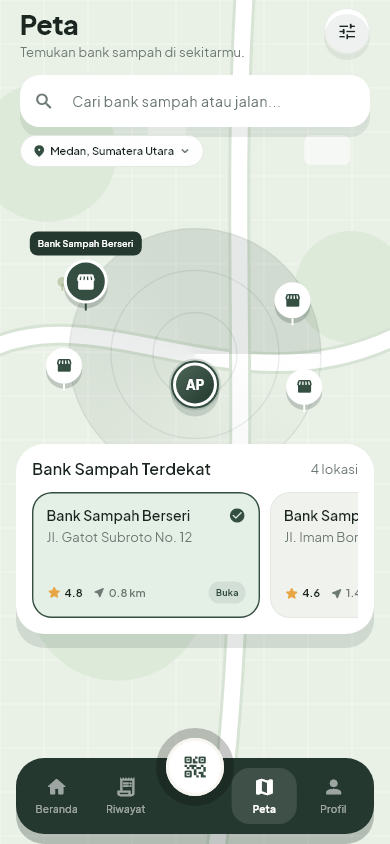 Peta
Temukan bank sampah di sekitarmu.
Cari bank sampah atau jalan...
Medan, Sumatera Utara
Bank Sampah Berseri
AP
Bank Sampah Terdekat
4 lokasi
Bank Sampah Berseri
Jl. Gatot Subroto No. 12
4.8
0.8 km
Buka
Bank Samp
Jl. Imam Bon
4.6
1.4
Beranda
Riwayat
Peta
Profil